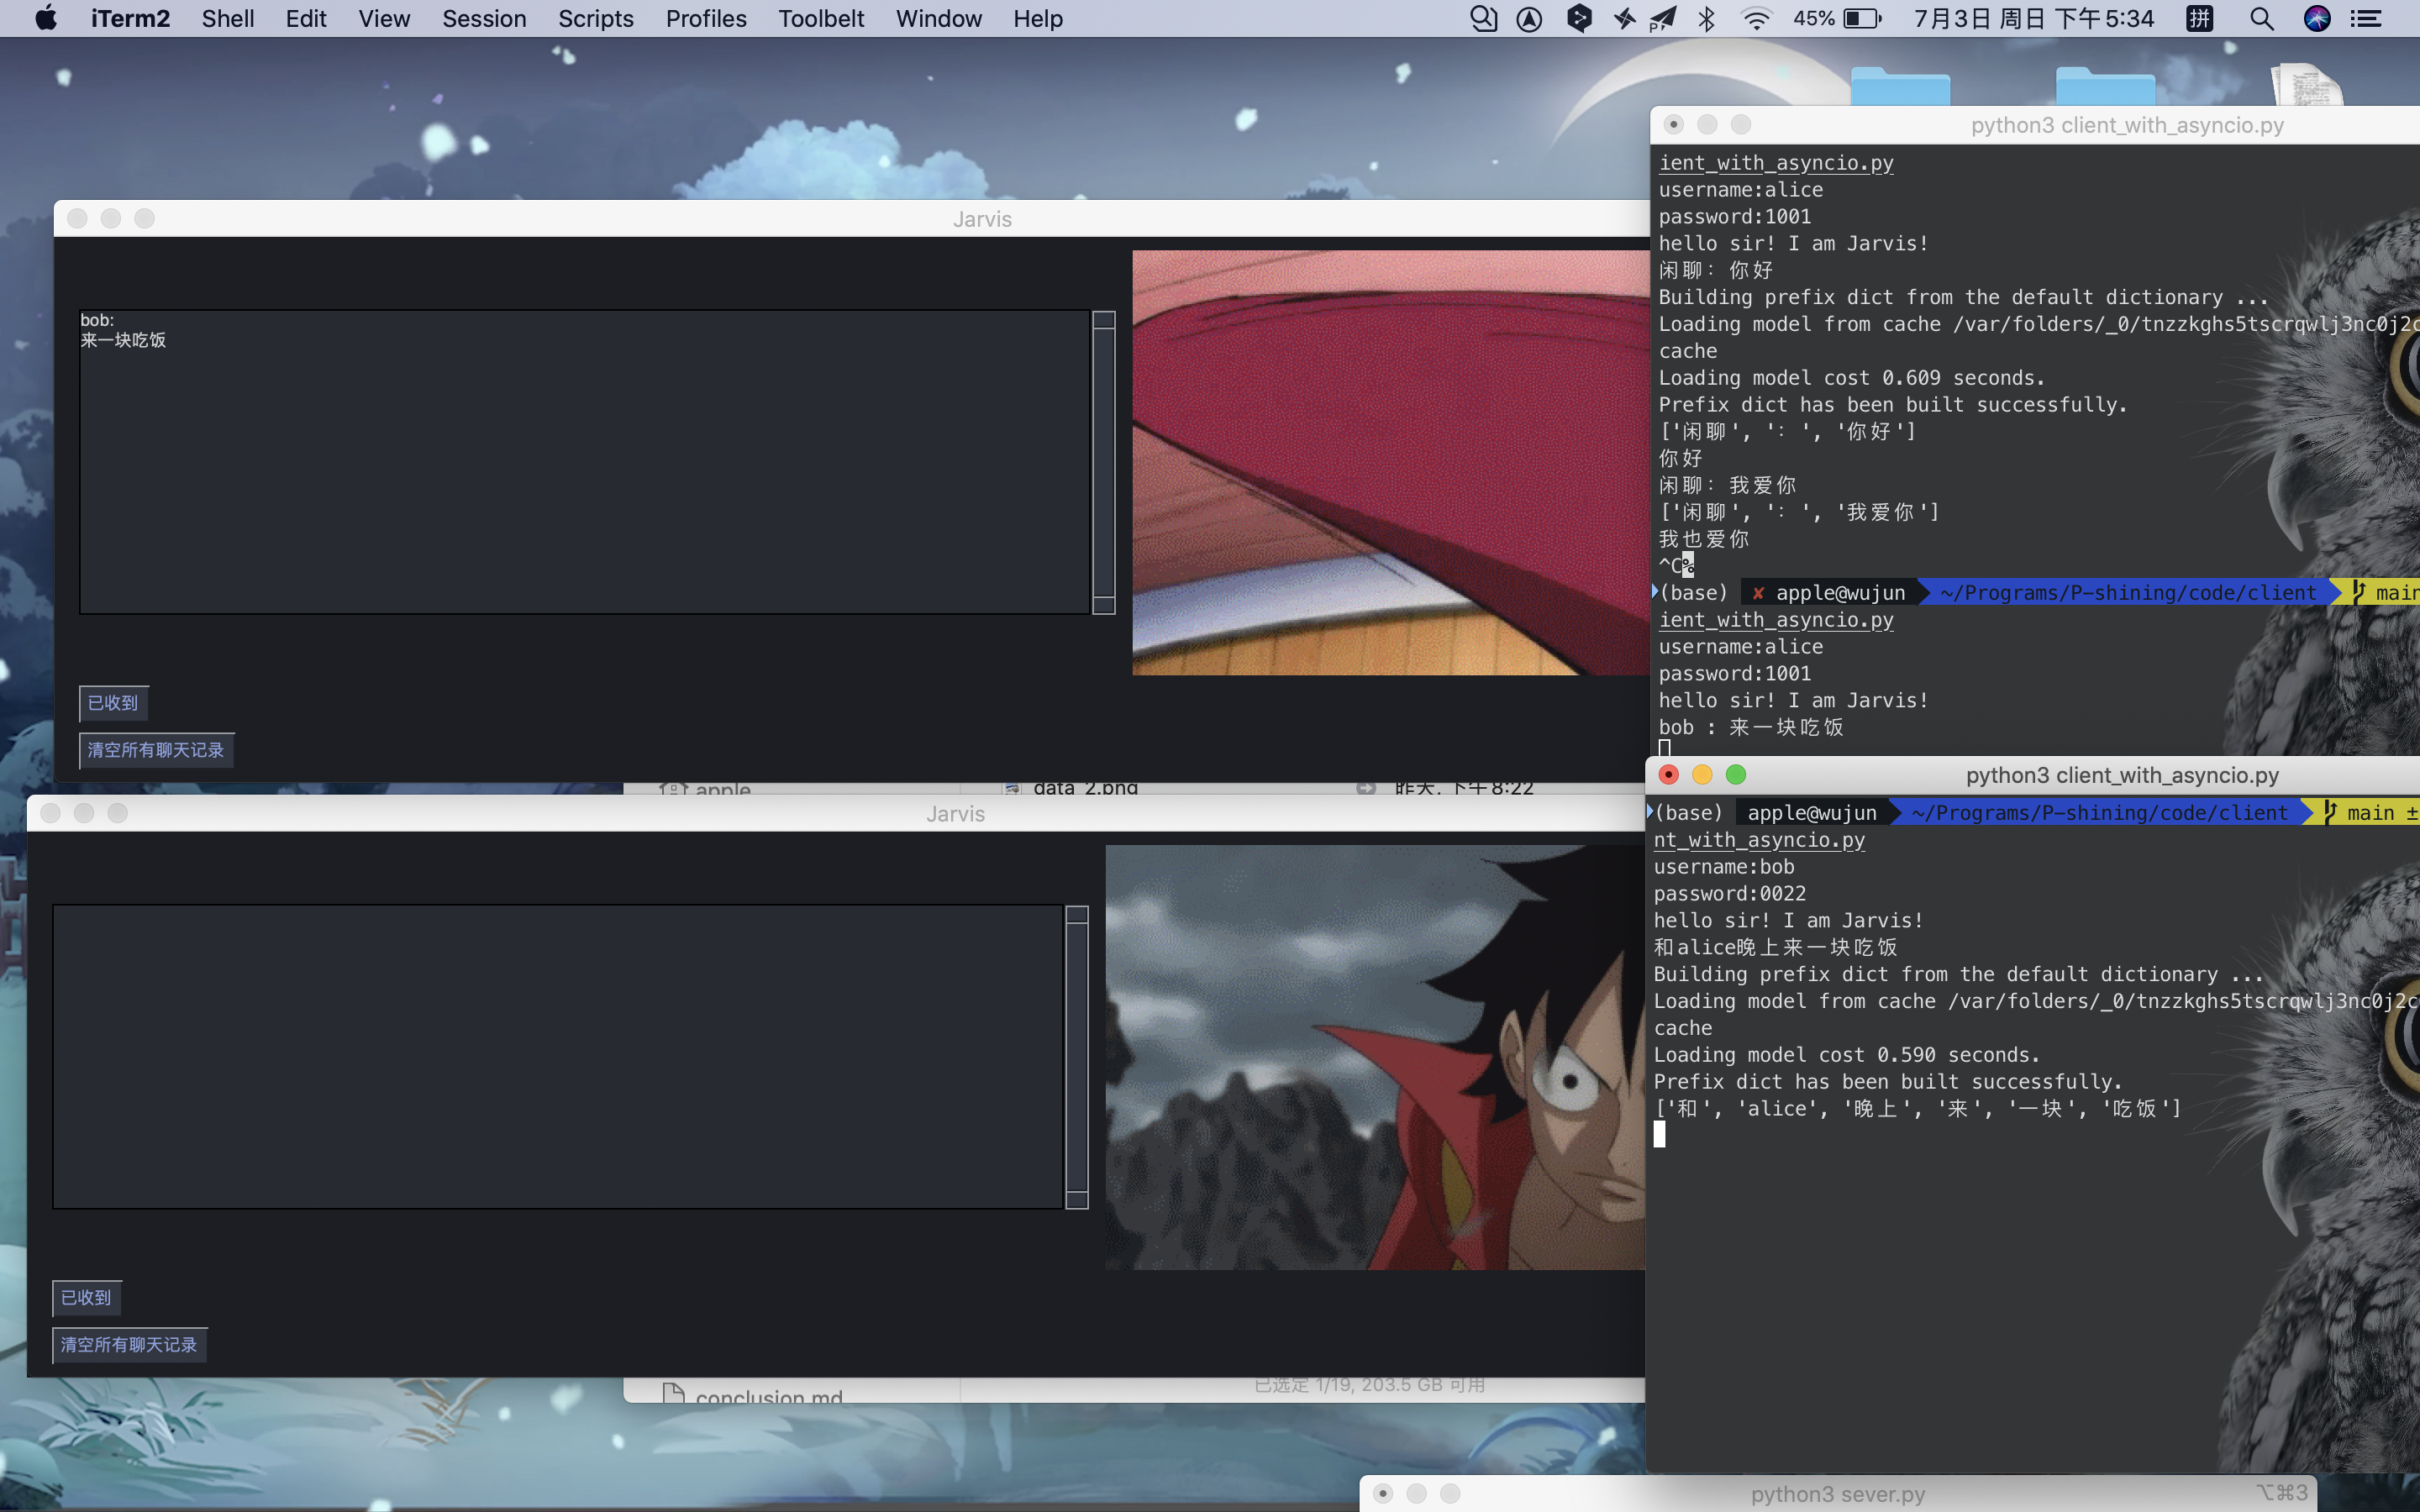 iTerm2 Shell Edit View Session Scripts Profiles Toolbelt Window Help 45% 7月3日 周日 下午5:34 拼
Jarvis
bob:
来一块吃饭
已收到
清空所有聊天记录
apple data_2.png 昨天, 下午8:22
Jarvis
已收到
清空所有聊天记录
conclusion.md 已选定 1/19, 203.5 GB 可用
python3 client_with_asyncio.py
ient_with_asyncio.py
username:alice
password:1001
hello sir! I am Jarvis!
闲聊：你好
Building prefix dict from the default dictionary ...
Loading model from cache /var/folders/_0/tnzzkghs5tscrqwlj3nc0j2c
cache
Loading model cost 0.609 seconds.
Prefix dict has been built successfully.
['闲聊', '：', '你好']
你好
闲聊：我爱你
['闲聊', '：', '我爱你']
我也爱你
^C%
(base) ✘ apple@wujun ~/Programs/P-shining/code/client main
ient_with_asyncio.py
username:alice
password:1001
hello sir! I am Jarvis!
bob : 来一块吃饭
python3 client_with_asyncio.py
(base) apple@wujun ~/Programs/P-shining/code/client main ±
nt_with_asyncio.py
username:bob
password:0022
hello sir! I am Jarvis!
和alice晚上来一块吃饭
Building prefix dict from the default dictionary ...
Loading model from cache /var/folders/_0/tnzzkghs5tscrqwlj3nc0j2c
cache
Loading model cost 0.590 seconds.
Prefix dict has been built successfully.
['和', 'alice', '晚上', '来', '一块', '吃饭']
python3 sever.py ⌥⌘3